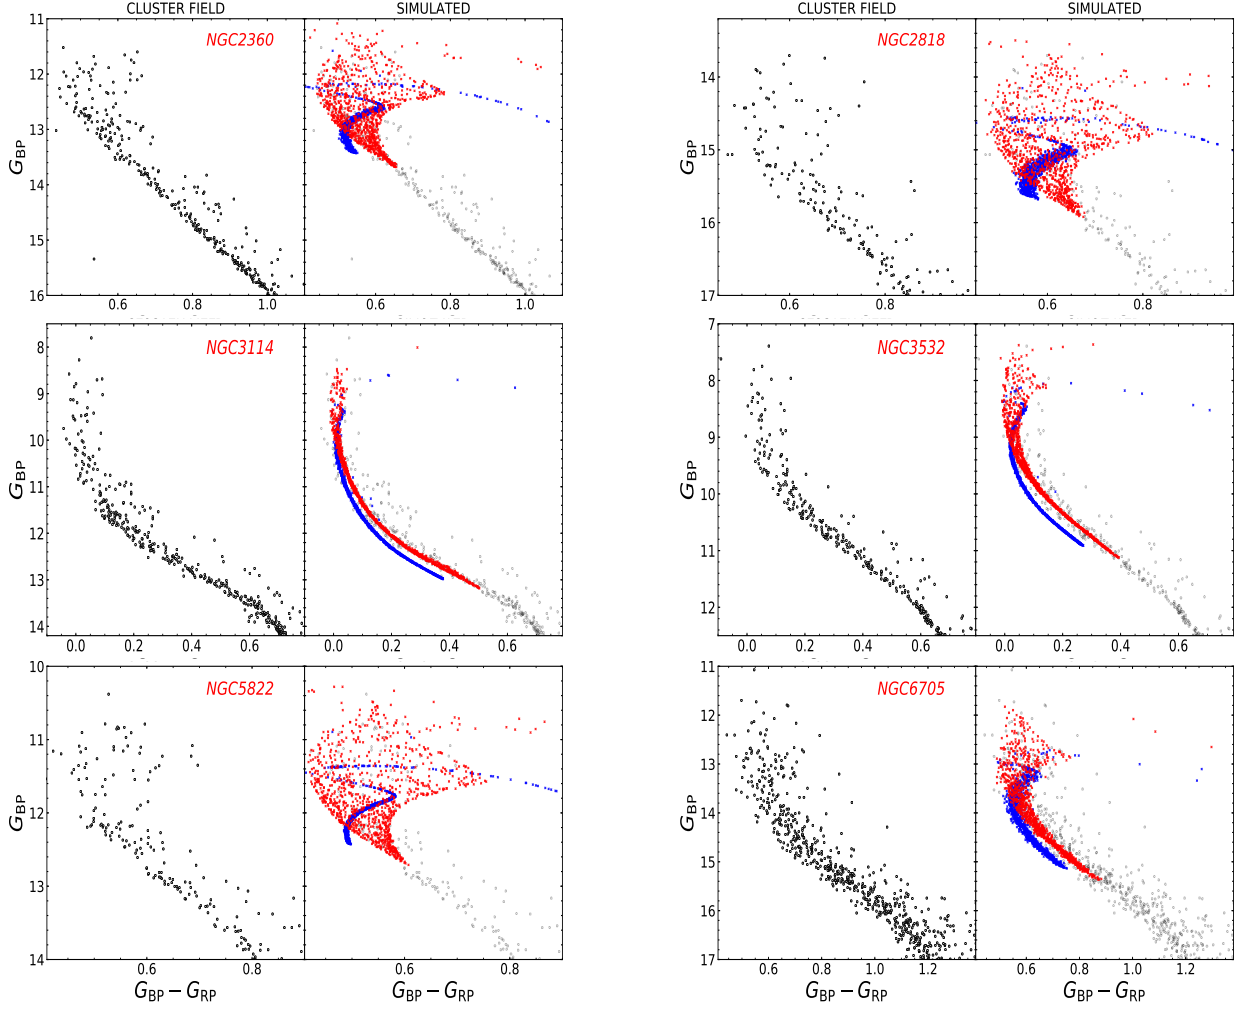 CLUSTER FIELD SIMULATED CLUSTER FIELD SIMULATED
NGC2360
11
12
13
14
15
16
G_BP
0.6 0.8 1.0 0.6 0.8 1.0
NGC2818
14
15
16
17
G_BP
0.6 0.8 0.6 0.8
NGC3114
8
9
10
11
12
13
14
G_BP
0.0 0.2 0.4 0.6 0.0 0.2 0.4 0.6
NGC3532
7
8
9
10
11
12
G_BP
0.0 0.2 0.4 0.6 0.0 0.2 0.4 0.6
NGC5822
10
11
12
13
14
G_BP
0.6 0.8 0.6 0.8
G_BP − G_RP G_BP − G_RP
NGC6705
11
12
13
14
15
16
17
G_BP
0.6 0.8 1.0 1.2 0.6 0.8 1.0 1.2
G_BP − G_RP G_BP − G_RP